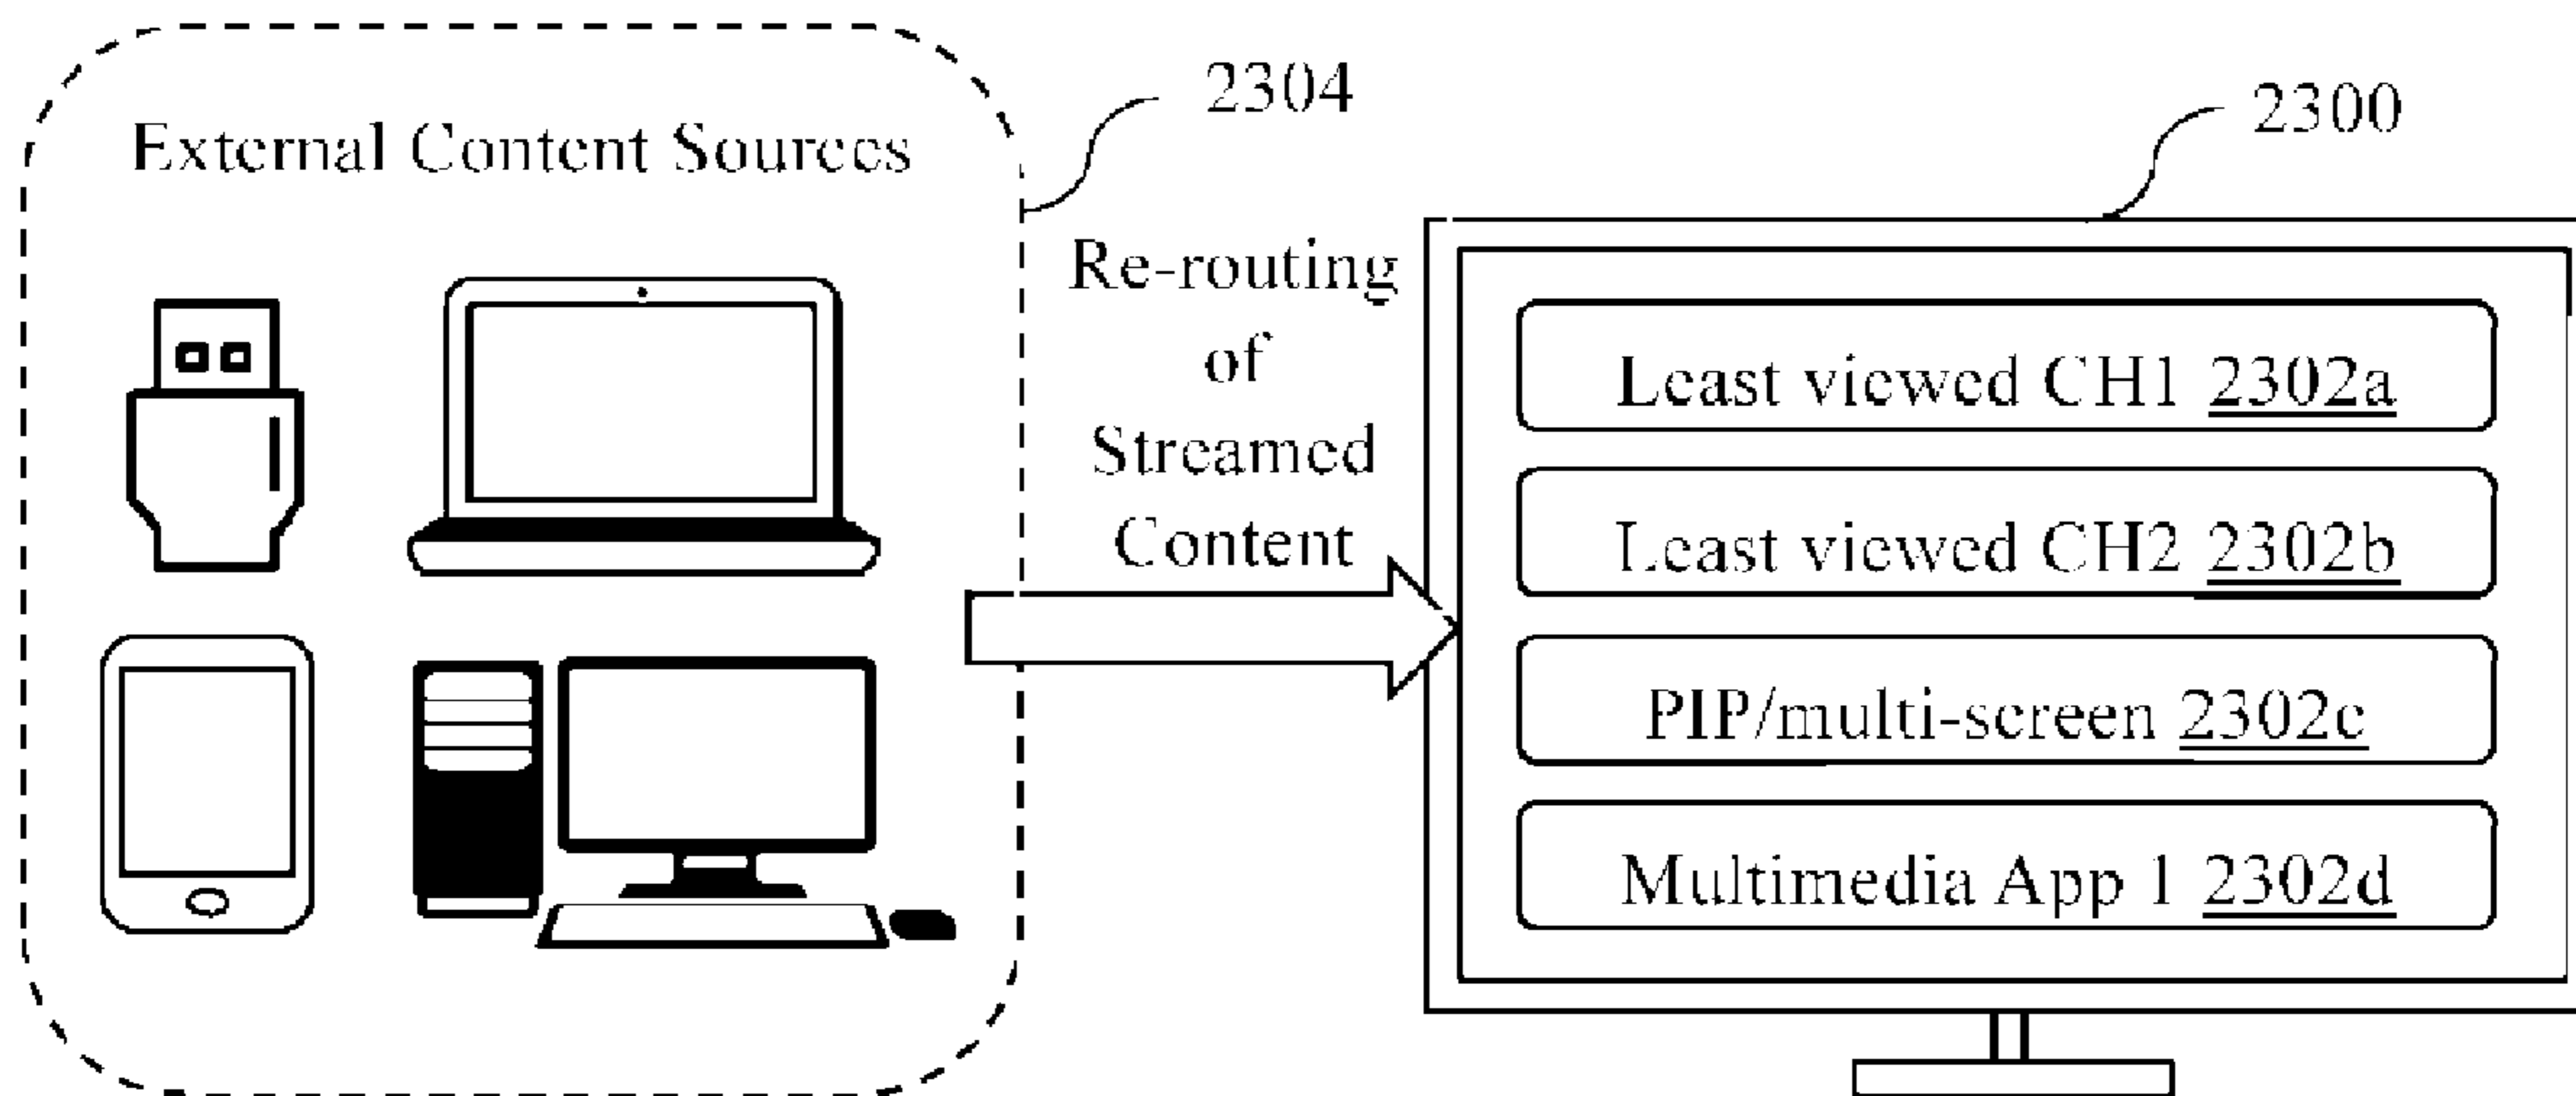 2304
2300
External Content Sources
Re-routing
of
Streamed
Content
Least viewed CH1 2302a
Least viewed CH2 2302b
PIP/multi-screen 2302c
Multimedia App 1 2302d